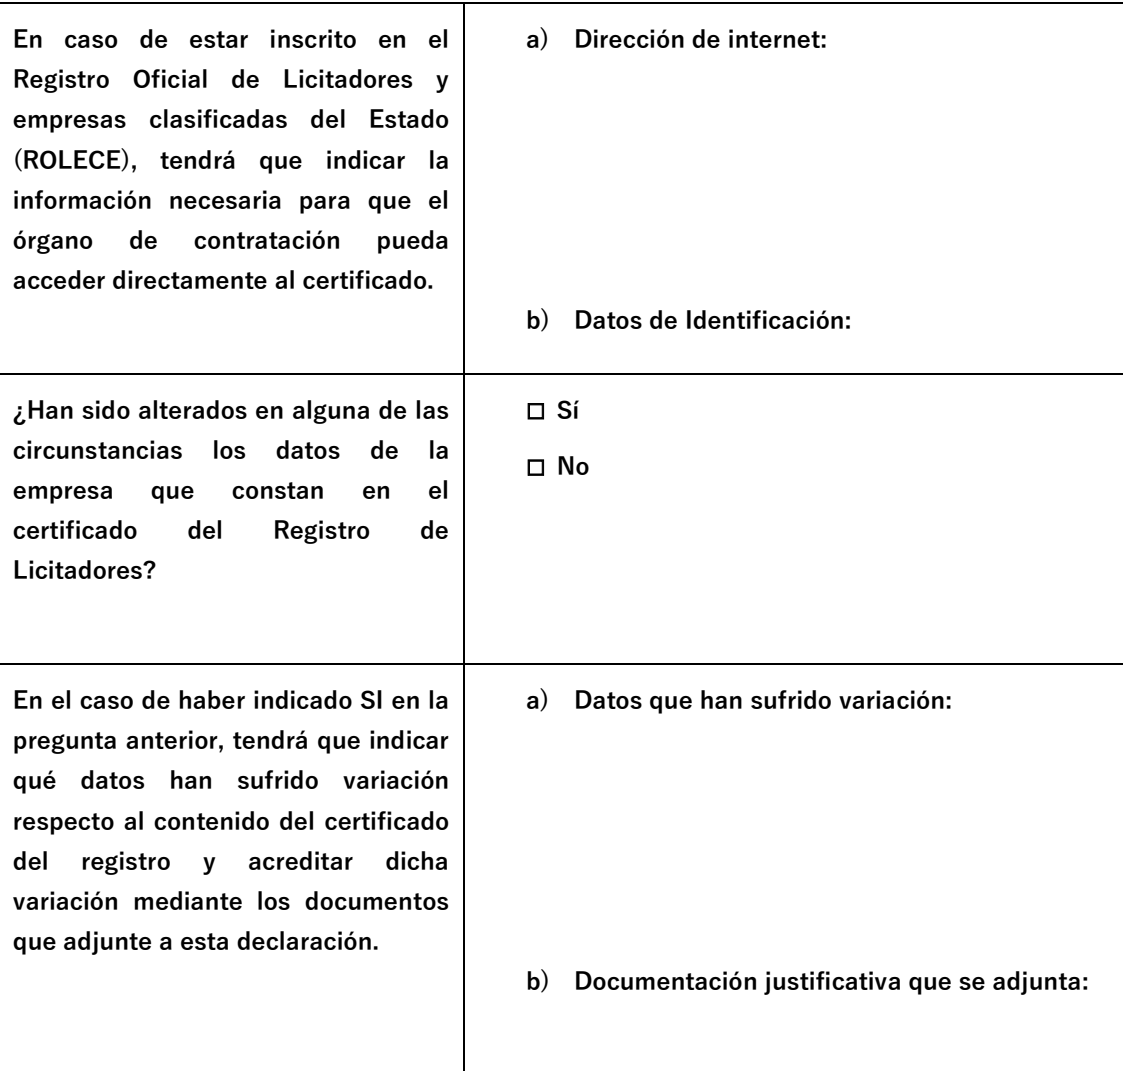 En caso de estar inscrito en el
Registro Oficial de Licitadores y
empresas clasificadas del Estado
(ROLECE), tendrá que indicar la
información necesaria para que el
órgano de contratación pueda
acceder directamente al certificado.
a) Dirección de internet:
b) Datos de Identificación:
¿Han sido alterados en alguna de las
circunstancias los datos de la
empresa que constan en el
certificado del Registro de
Licitadores?
☐ Sí
☐ No
En el caso de haber indicado SI en la
pregunta anterior, tendrá que indicar
qué datos han sufrido variación
respecto al contenido del certificado
del registro y acreditar dicha
variación mediante los documentos
que adjunte a esta declaración.
a) Datos que han sufrido variación:
b) Documentación justificativa que se adjunta: